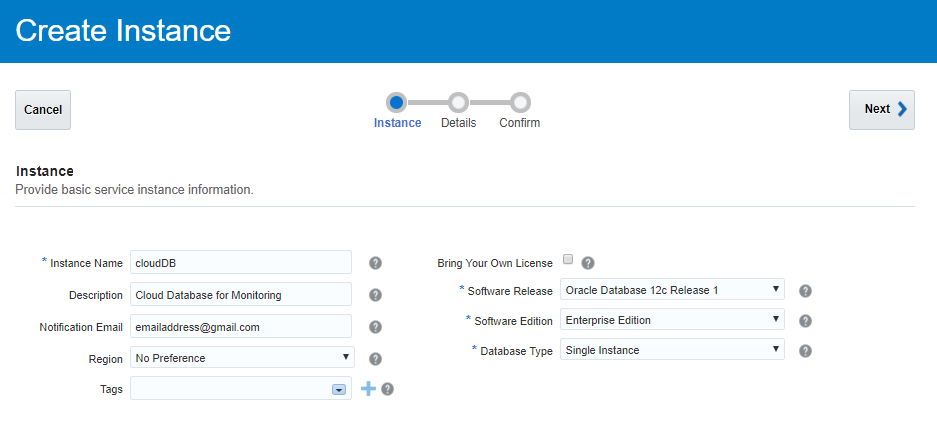 Create Instance
Cancel
Instance
Details
Confirm
Next
Instance
Provide basic service instance information.
* Instance Name cloudDB
Description Cloud Database for Monitoring
Notification Email emailaddress@gmail.com
Region No Preference
Tags
Bring Your Own License
* Software Release Oracle Database 12c Release 1
* Software Edition Enterprise Edition
* Database Type Single Instance